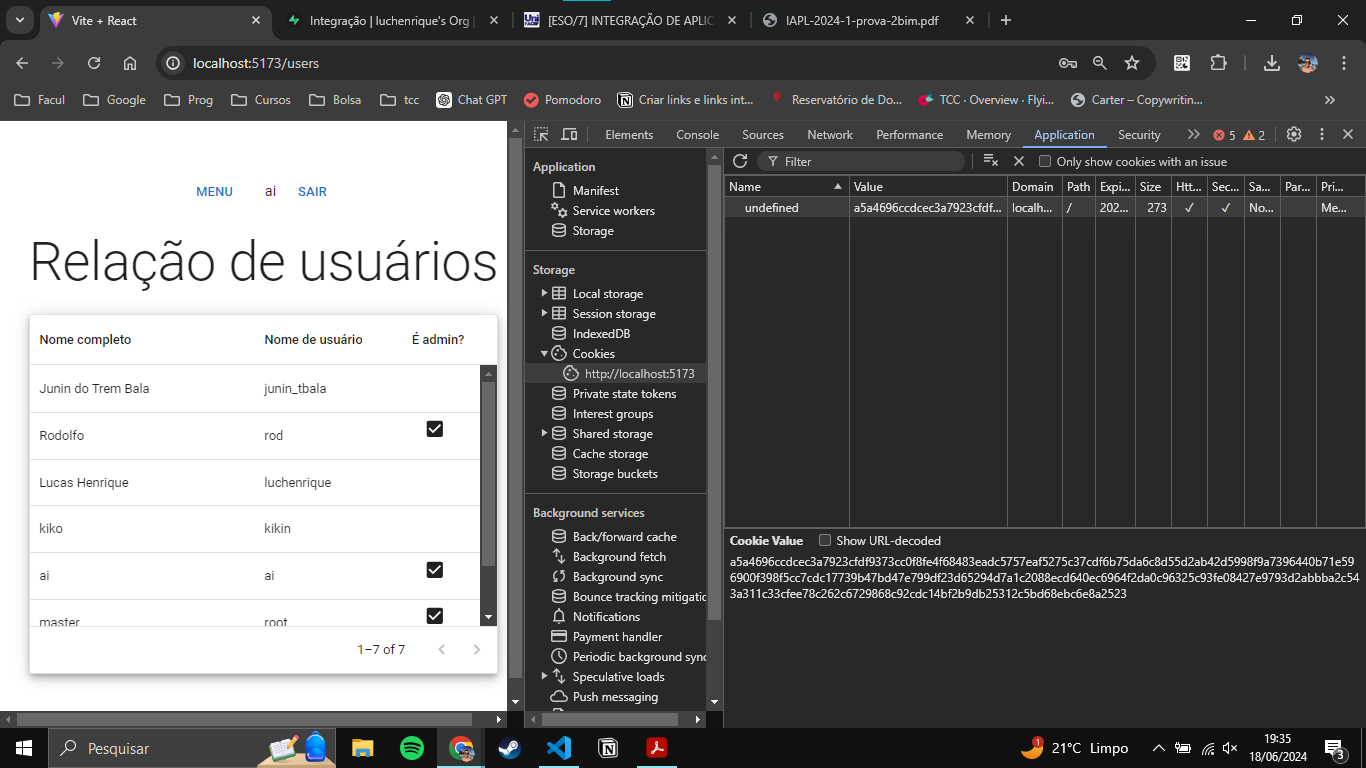 Vite + React
Integração | luchenrique's Org
[ESO/7] INTEGRAÇÃO DE APLIC
IAPL-2024-1-prova-2bim.pdf
localhost:5173/users
Facul
Google
Prog
Cursos
Bolsa
tcc
Chat GPT
Pomodoro
Criar links e links int...
Reservatório de Do...
TCC · Overview · Flyi...
Carter – Copywritin...
MENU
ai
SAIR
Relação de usuários
Nome completo Nome de usuário É admin?
Junin do Trem Bala junin_tbala
Rodolfo rod
Lucas Henrique luchenrique
kiko kikin
ai ai
master root
1–7 of 7
Elements Console Sources Network Performance Memory Application Security
5 2
Application
Manifest
Service workers
Storage
Storage
Local storage
Session storage
IndexedDB
Cookies
http://localhost:5173
Private state tokens
Interest groups
Shared storage
Cache storage
Storage buckets
Background services
Back/forward cache
Background fetch
Background sync
Bounce tracking mitigatic
Notifications
Payment handler
Periodic background sync
Speculative loads
Push messaging
Filter
Only show cookies with an issue
Name Value Domain Path Expi... Size Htt... Sec... Sa... Par... Pri...
undefined a5a4696ccdcec3a7923cfdf... localh... / 202... 273 ✓ ✓ No... Me...
Cookie Value Show URL-decoded
a5a4696ccdcec3a7923cfdf9373cc0f8fe4f68483eadc5757eaf5275c37cdf6b75da6c8d55d2ab42d5998f9a7396440b71e59
6900f398f5cc7cdc17739b47bd47e799df23d65294d7a1c2088ecd640ec6964f2da0c96325c93fe08427e9793d2abbba2c54
3a311c33cfee78c262c6729868c92cdc14bf2b9db25312c5bd68ebc6e8a2523
Pesquisar
1
21°C Limpo
19:35
18/06/2024
3